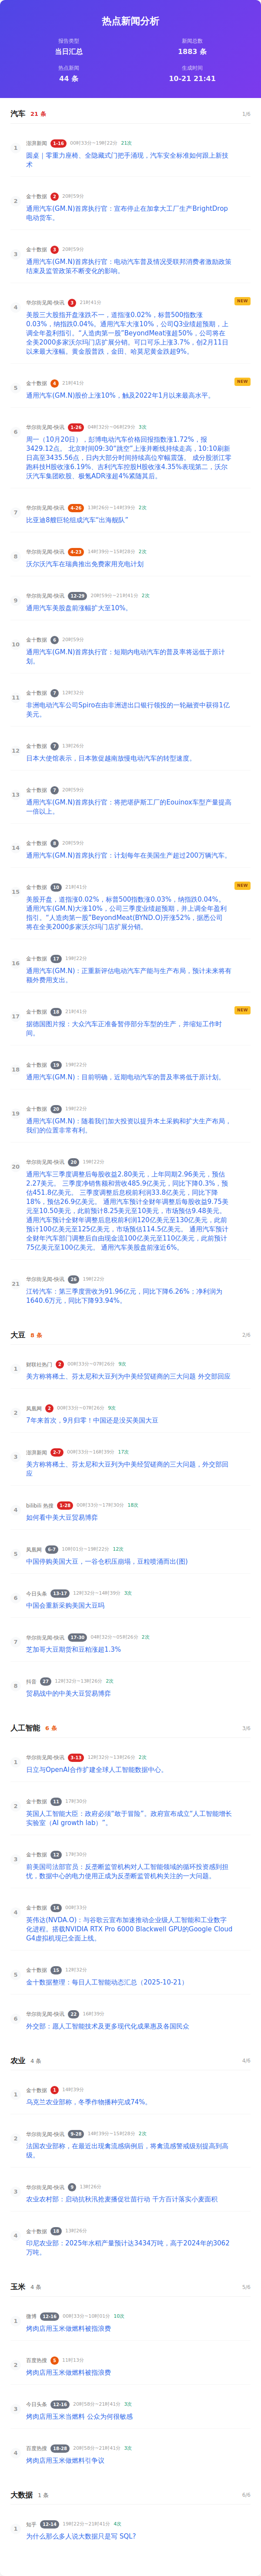 热点新闻分析
报告类型
当日汇总
新闻总数
1883 条
热点新闻
44 条
生成时间
10-21 21:41
汽车 21 条 1/6
1
澎湃新闻 1-16 00时33分~19时22分 21次
圆桌｜零重力座椅、全隐藏式门把手涌现，汽车安全标准如何跟上新技
术
2
金十数据 2 20时59分
通用汽车(GM.N)首席执行官：宣布停止在加拿大工厂生产BrightDrop
电动货车。
3
金十数据 3 20时59分
通用汽车(GM.N)首席执行官：电动汽车普及情况受联邦消费者激励政策
结束及监管政策不断变化的影响。
4
华尔街见闻-快讯 3 21时41分
NEW
美股三大股指开盘涨跌不一，道指涨0.02%，标普500指数涨
0.03%，纳指跌0.04%。通用汽车大涨10%，公司Q3业绩超预期，上
调全年盈利指引。“人造肉第一股”BeyondMeat涨超50%，公司将在
全美2000多家沃尔玛门店扩展分销。可口可乐上涨3.7%，创2月11日
以来最大涨幅。黄金股普跌，金田、哈莫尼黄金跌超9%。
5
金十数据 4 21时41分
NEW
通用汽车(GM.N)股价上涨10%，触及2022年1月以来最高水平。
6
华尔街见闻-快讯 1-26 04时32分~06时29分 3次
周一（10月20日），彭博电动汽车价格回报指数涨1.72%，报
3429.12点。 北京时间09:30“跳空”上涨并断线持续走高，10:20刷新
日高至3435.56点，日内大部分时间持续高位窄幅震荡。 成分股浙江零
跑科技H股收涨6.19%、吉利汽车控股H股收涨4.35%表现第二，沃尔
沃汽车集团欧股、极氪ADR涨超4%紧随其后。
7
华尔街见闻-快讯 4-26 13时26分~14时39分 2次
比亚迪8艘巨轮组成汽车“出海舰队”
8
华尔街见闻-快讯 4-23 14时39分~15时28分 2次
沃尔沃汽车在瑞典推出免费家用充电计划
9
华尔街见闻-快讯 12-29 20时59分~21时41分 2次
通用汽车美股盘前涨幅扩大至10%。
10
金十数据 6 20时59分
通用汽车(GM.N)首席执行官：短期内电动汽车的普及率将远低于原计
划。
11
金十数据 7 12时32分
非洲电动汽车公司Spiro在由非洲进出口银行领投的一轮融资中获得1亿
美元。
12
金十数据 7 13时26分
日本大使馆表示，日本敦促越南放慢电动汽车的转型速度。
13
金十数据 7 20时59分
通用汽车(GM.N)首席执行官：将把堪萨斯工厂的Eouinox车型产量提高
一倍以上。
14
金十数据 8 20时59分
通用汽车(GM.N)首席执行官：计划每年在美国生产超过200万辆汽车。
15
金十数据 10 21时41分
NEW
美股开盘，道指涨0.02%，标普500指数涨0.03%，纳指跌0.04%。
通用汽车(GM.N)大涨10%，公司三季度业绩超预期，并上调全年盈利
指引。“人造肉第一股”BeyondMeat(BYND.O)开涨52%，据悉公司
将在全美2000多家沃尔玛门店扩展分销。
16
金十数据 17 19时22分
通用汽车(GM.N)：正重新评估电动汽车产能与生产布局，预计未来将有
额外费用支出。
17
金十数据 18 21时41分
NEW
据德国图片报：大众汽车正准备暂停部分车型的生产，并缩短工作时
间。
18
金十数据 19 19时22分
通用汽车(GM.N)：目前明确，近期电动汽车的普及率将低于原计划。
19
金十数据 20 19时22分
通用汽车(GM.N)：随着我们加大投资以提升本土采购和扩大生产布局，
我们的位置非常有利。
20
华尔街见闻-快讯 20 19时22分
通用汽车三季度调整后每股收益2.80美元，上年同期2.96美元，预估
2.27美元。 三季度净销售额和营收485.9亿美元，同比下降0.3%，预
估451.8亿美元。 三季度调整后息税前利润33.8亿美元，同比下降
18%，预估26.9亿美元。 通用汽车预计全财年调整后每股收益9.75美
元至10.50美元，此前预计8.25美元至10美元，市场预估9.48美元。
通用汽车预计全财年调整后息税前利润120亿美元至130亿美元，此前
预计100亿美元至125亿美元，市场预估114.5亿美元。 通用汽车预计
全财年汽车部门调整后自由现金流100亿美元至110亿美元，此前预计
75亿美元至100亿美元。 通用汽车美股盘前涨近6%。
21
华尔街见闻-快讯 26 19时22分
江铃汽车：第三季度营收为91.96亿元，同比下降6.26%；净利润为
1640.6万元，同比下降93.94%。
大豆 8 条 2/6
1
财联社热门 2 00时33分~07时26分 9次
美方称将稀土、芬太尼和大豆列为中美经贸磋商的三大问题 外交部回应
2
凤凰网 2 00时33分~07时26分 9次
7年来首次，9月归零！中国还是没买美国大豆
3
澎湃新闻 2-7 00时33分~16时39分 17次
美方称将稀土、芬太尼和大豆列为中美经贸磋商的三大问题，外交部回
应
4
bilibili 热搜 1-28 00时33分~17时30分 18次
如何看中美大豆贸易博弈
5
凤凰网 6-7 10时01分~19时22分 12次
中国停购美国大豆，一谷仓积压崩塌，豆粒喷涌而出(图)
6
今日头条 13-17 12时32分~14时39分 3次
中国会重新采购美国大豆吗
7
华尔街见闻-快讯 17-30 04时32分~05时26分 2次
芝加哥大豆期货和豆粕涨超1.3%
8
抖音 27 12时32分~13时26分 2次
贸易战中的中美大豆贸易博弈
人工智能 6 条 3/6
1
华尔街见闻-快讯 3-13 12时32分~13时26分 2次
日立与OpenAI合作扩建全球人工智能数据中心。
2
金十数据 11 17时30分
英国人工智能大臣：政府必须“敢于冒险”。政府宣布成立“人工智能增长
实验室（AI growth lab）”。
3
金十数据 12 17时30分
前美国司法部官员：反垄断监管机构对人工智能领域的循环投资感到担
忧，数据中心的电力使用正成为反垄断监管机构关注的一大问题。
4
金十数据 14 00时33分
英伟达(NVDA.O)：与谷歌云宣布加速推动企业级人工智能和工业数字
化进程。搭载NVIDIA RTX Pro 6000 Blackwell GPU的Google Cloud
G4虚拟机现已全面上线。
5
金十数据 15 12时32分
金十数据整理：每日人工智能动态汇总（2025-10-21）
6
华尔街见闻-快讯 22 16时39分
外交部：愿人工智能技术及更多现代化成果惠及各国民众
农业 4 条 4/6
1
金十数据 1 14时39分
乌克兰农业部称，冬季作物播种完成74%。
2
华尔街见闻-快讯 9-28 14时39分~15时28分 2次
法国农业部称，在最近出现禽流感病例后，将禽流感警戒级别提高到高
级。
3
华尔街见闻-快讯 9 13时26分
农业农村部：启动抗秋汛抢麦播促壮苗行动 千方百计落实小麦面积
4
金十数据 18 13时26分
印尼农业部：2025年水稻产量预计达3434万吨，高于2024年的3062
万吨。
玉米 4 条 5/6
1
微博 12-16 00时33分~10时01分 10次
烤肉店用玉米做燃料被指浪费
2
百度热搜 5 11时13分
烤肉店用玉米做燃料被指浪费
3
今日头条 12-16 20时58分~21时41分 3次
烤肉店用玉米当燃料 公众为何很敏感
4
百度热搜 18-28 20时58分~21时41分 3次
烤肉店用玉米做燃料引争议
大数据 1 条 6/6
1
知乎 12-14 19时22分~21时41分 4次
为什么那么多人说大数据只是写 SQL?